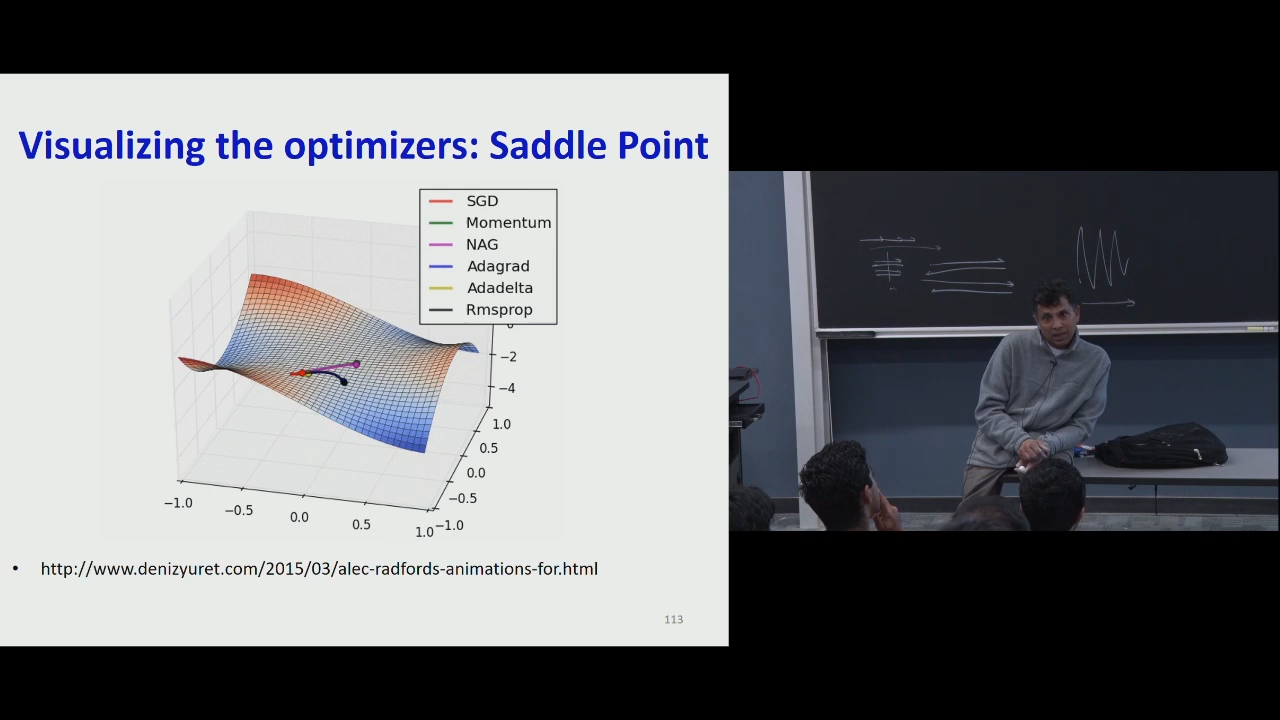 Visualizing the optimizers: Saddle Point
SGD
Momentum
NAG
Adagrad
Adadelta
Rmsprop
0
−2
−4
1.0
0.5
0.0
−0.5
−1.0
−1.0
−0.5
0.0
0.5
1.0
• http://www.denizyuret.com/2015/03/alec-radfords-animations-for.html
113